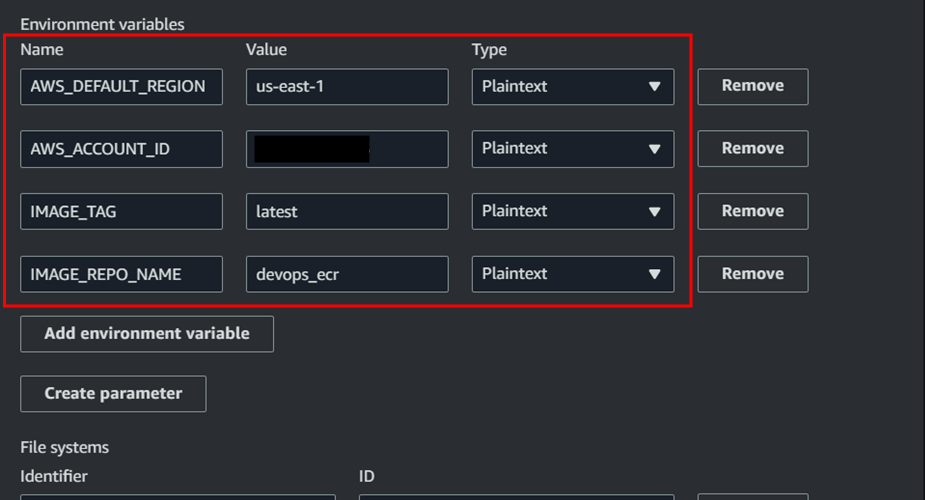 Environment variables
Name Value Type
AWS_DEFAULT_REGION us-east-1 Plaintext Remove
AWS_ACCOUNT_ID Plaintext Remove
IMAGE_TAG latest Plaintext Remove
IMAGE_REPO_NAME devops_ecr Plaintext Remove
Add environment variable
Create parameter
File systems
Identifier ID